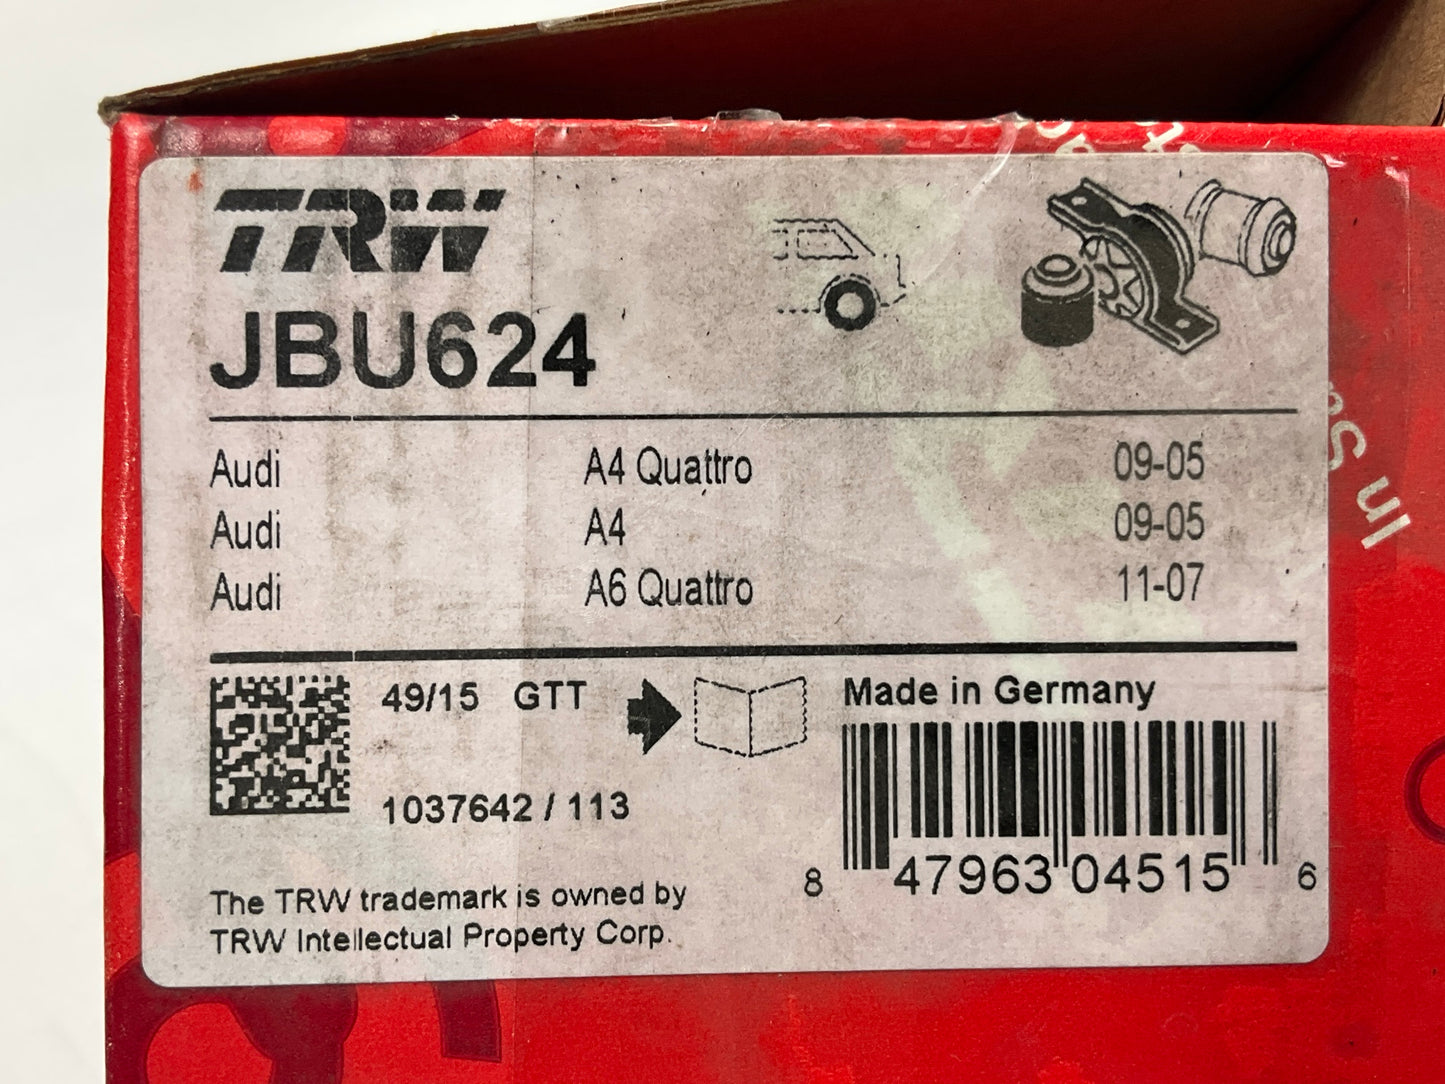 TRW
JBU624
Audi A4 Quattro 09-05
Audi A4 09-05
Audi A6 Quattro 11-07
49/15 GTT
Made in Germany
1037642 / 113
8 47963 04515 6
The TRW trademark is owned by
TRW Intellectual Property Corp.
In